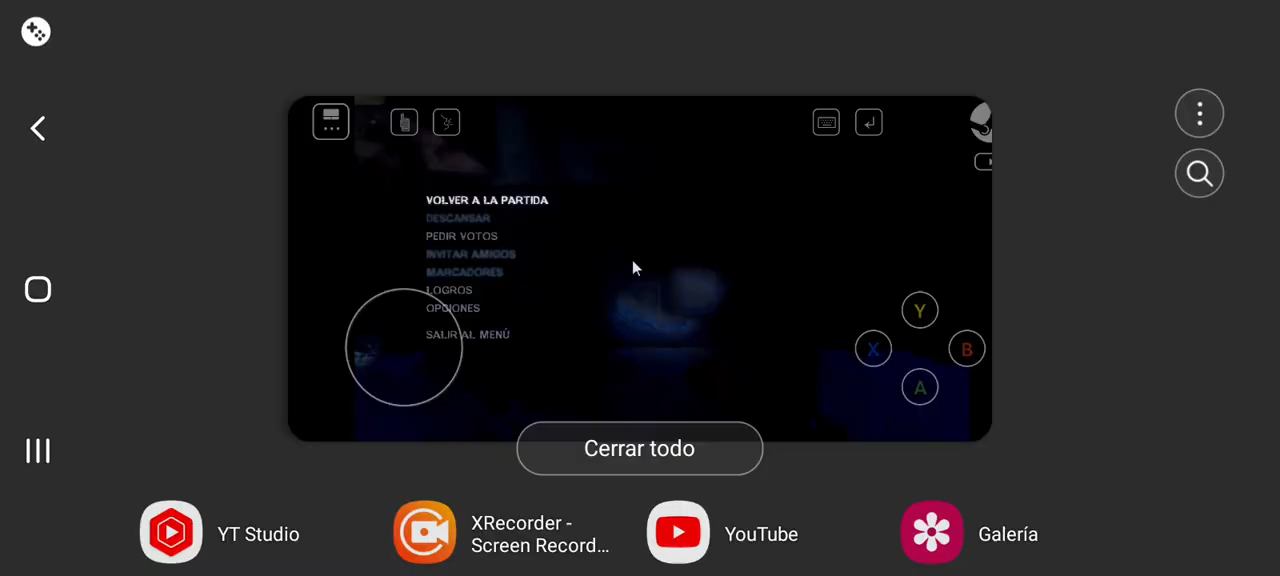 VOLVER A LA PARTIDA
DESCANSAR
PEDIR VOTOS
INVITAR AMIGOS
MARCADORES
LOGROS
OPCIONES
SALIR AL MENÚ
Y
X
B
A
Cerrar todo
YT Studio
XRecorder -
Screen Record...
YouTube
Galería